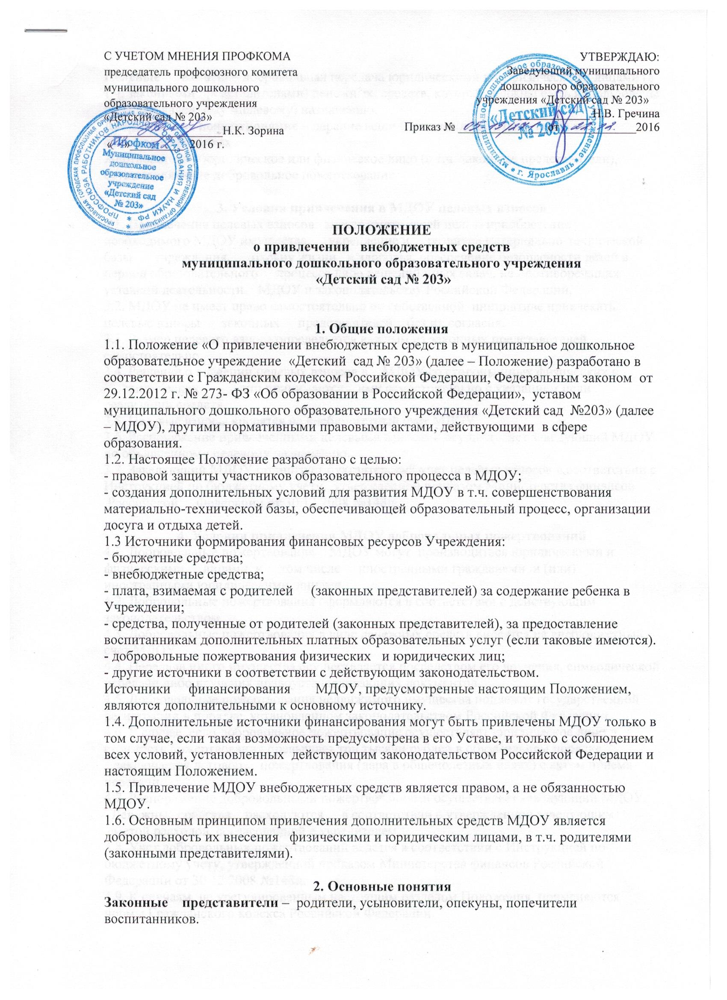 С УЧЕТОМ МНЕНИЯ ПРОФКОМА
председатель профсоюзного комитета
муниципального дошкольного
образовательного учреждения
«Детский сад № 203»
Н.К. Зорина
« » 2016 г.
УТВЕРЖДАЮ:
Заведующий муниципального
дошкольного образовательного
учреждения «Детский сад № 203»
Н.В. Гречина
Приказ № от 22.12. 2016
Профком
Муниципальное
дошкольное
образовательное
учреждение
«Детский сад
№ 203»
ПРОФСОЮЗА РАБОТНИКОВ НАРОДНОГО ОБРАЗОВАНИЯ И НАУКИ РФ
«Детский сад
№ 203»
муниципальное дошкольное образовательное учреждение * г. Ярославль *
ПОЛОЖЕНИЕ
о привлечении внебюджетных средств
муниципального дошкольного образовательного учреждения
«Детский сад № 203»
1. Общие положения
1.1. Положение «О привлечении внебюджетных средств в муниципальное дошкольное
образовательное учреждение «Детский сад № 203» (далее – Положение) разработано в
соответствии с Гражданским кодексом Российской Федерации, Федеральным законом от
29.12.2012 г. № 273- ФЗ «Об образовании в Российской Федерации», уставом
муниципального дошкольного образовательного учреждения «Детский сад №203» (далее
– МДОУ), другими нормативными правовыми актами, действующими в сфере
образования.
1.2. Настоящее Положение разработано с целью:
- правовой защиты участников образовательного процесса в МДОУ;
- создания дополнительных условий для развития МДОУ в т.ч. совершенствования
материально-технической базы, обеспечивающей образовательный процесс, организации
досуга и отдыха детей.
1.3 Источники формирования финансовых ресурсов Учреждения:
- бюджетные средства;
- внебюджетные средства;
- плата, взимаемая с родителей (законных представителей) за содержание ребенка в
Учреждении;
- средства, полученные от родителей (законных представителей), за предоставление
воспитанникам дополнительных платных образовательных услуг (если таковые имеются).
- добровольные пожертвования физических и юридических лиц;
- другие источники в соответствии с действующим законодательством.
Источники финансирования МДОУ, предусмотренные настоящим Положением,
являются дополнительными к основному источнику.
1.4. Дополнительные источники финансирования могут быть привлечены МДОУ только в
том случае, если такая возможность предусмотрена в его Уставе, и только с соблюдением
всех условий, установленных действующим законодательством Российской Федерации и
настоящим Положением.
1.5. Привлечение МДОУ внебюджетных средств является правом, а не обязанностью
МДОУ.
1.6. Основным принципом привлечения дополнительных средств МДОУ является
добровольность их внесения физическими и юридическим лицами, в т.ч. родителями
(законными представителями).
2. Основные понятия
Законные представители – родители, усыновители, опекуны, попечители
воспитанников.